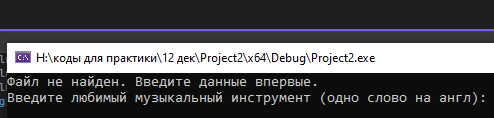 H:\коды для практики\12 дек\Project2\x64\Debug\Project2.exe
Файл не найден. Введите данные впервые.
Введите любимый музыкальный инструмент (одно слово на англ):